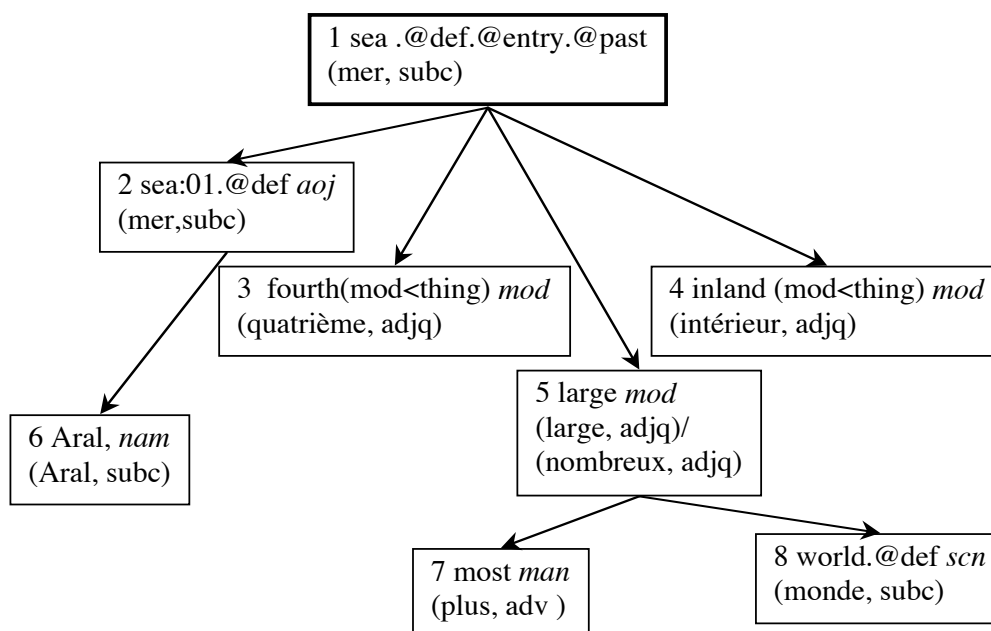 1 sea .@def.@entry.@past
(mer, subc)
2 sea:01.@def aoj
(mer,subc)
3 fourth(mod<thing) mod
(quatrième, adjq)
4 inland (mod<thing) mod
(intérieur, adjq)
5 large mod
(large, adjq)/
(nombreux, adjq)
6 Aral, nam
(Aral, subc)
7 most man
(plus, adv )
8 world.@def scn
(monde, subc)